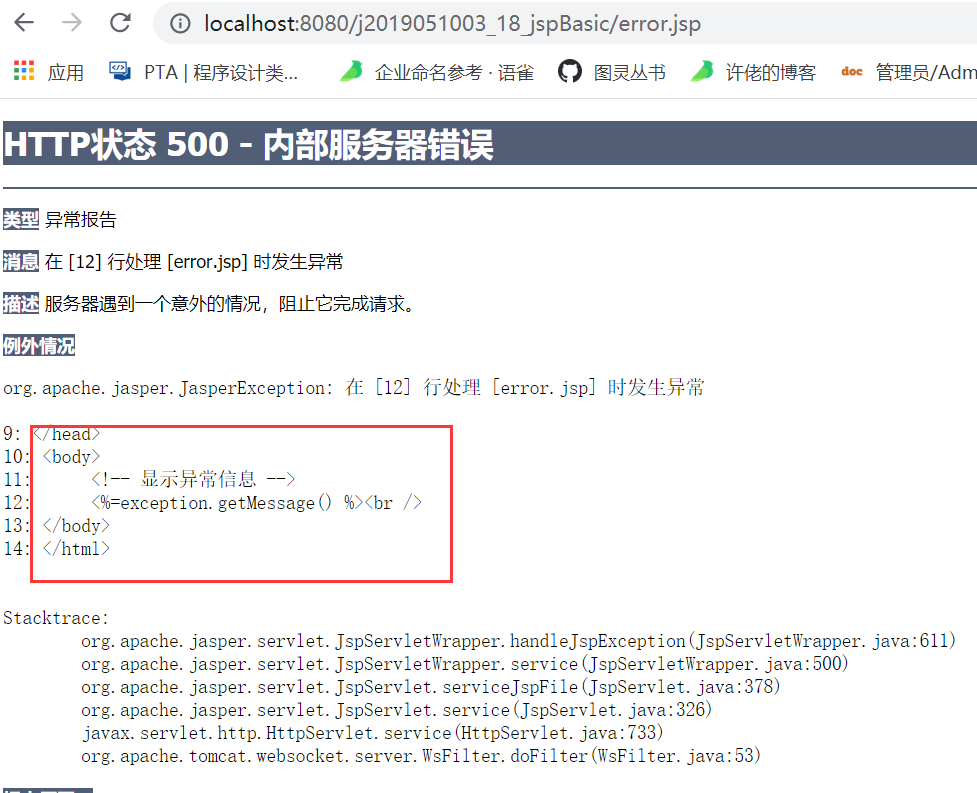 localhost:8080/j2019051003_18_jspBasic/error.jsp
应用 PTA | 程序设计类... 企业命名参考 · 语雀 图灵丛书 许佬的博客 doc 管理员/Adm
HTTP状态 500 - 内部服务器错误
类型 异常报告
消息 在 [12] 行处理 [error.jsp] 时发生异常
描述 服务器遇到一个意外的情况，阻止它完成请求。
例外情况
org.apache.jasper.JasperException: 在 [12] 行处理 [error.jsp] 时发生异常
9: </head>
10: <body>
11: <!-- 显示异常信息 -->
12: <%=exception.getMessage() %><br />
13: </body>
14: </html>
Stacktrace:
org.apache.jasper.servlet.JspServletWrapper.handleJspException(JspServletWrapper.java:611)
org.apache.jasper.servlet.JspServletWrapper.service(JspServletWrapper.java:500)
org.apache.jasper.servlet.JspServlet.serviceJspFile(JspServlet.java:378)
org.apache.jasper.servlet.JspServlet.service(JspServlet.java:326)
javax.servlet.http.HttpServlet.service(HttpServlet.java:733)
org.apache.tomcat.websocket.server.WsFilter.doFilter(WsFilter.java:53)